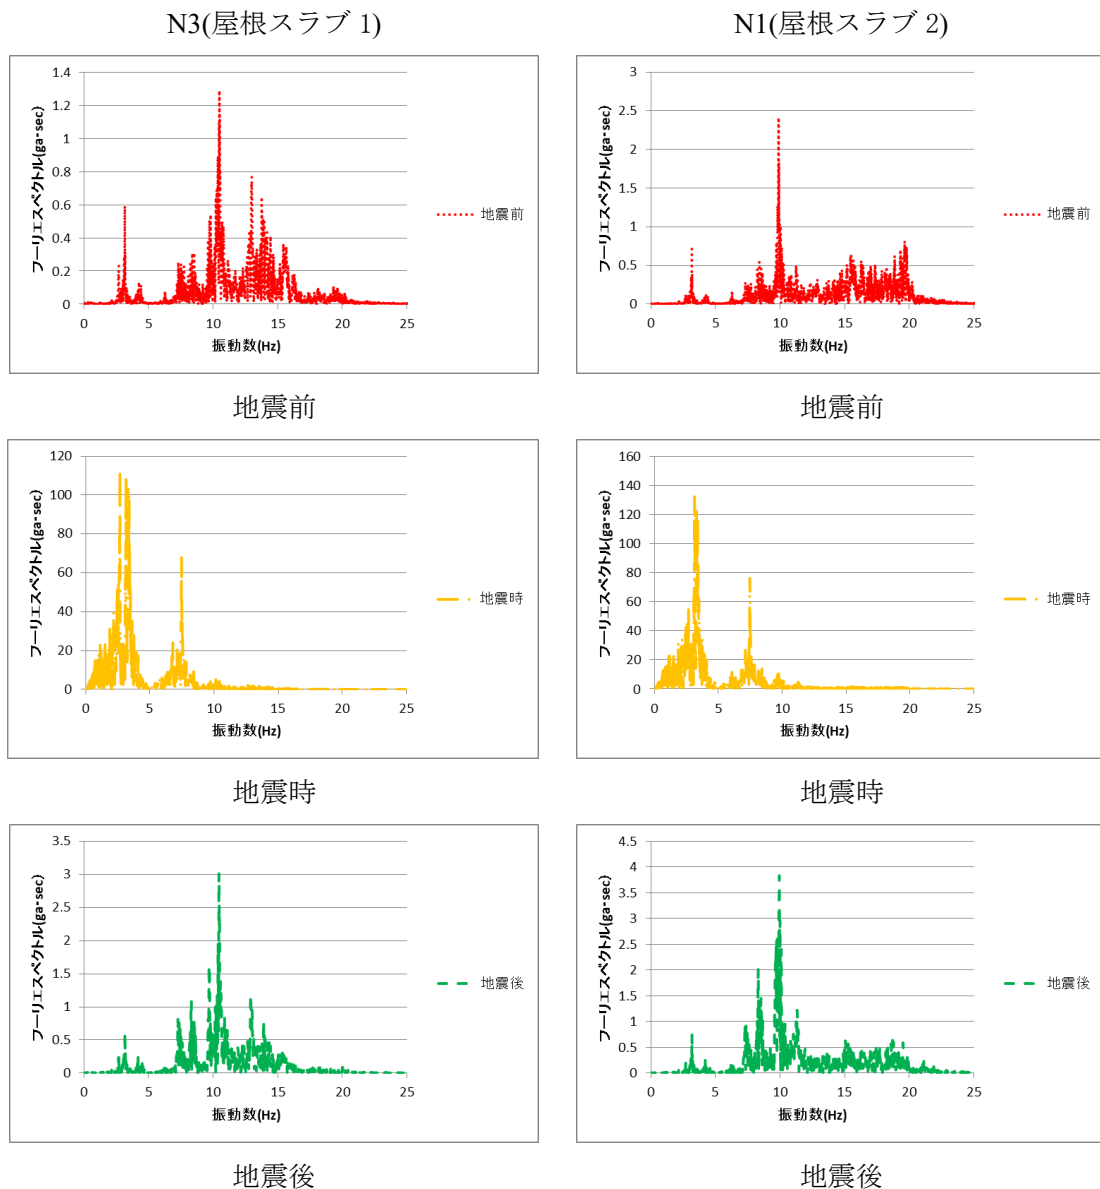 N3(屋根スラブ 1)
N1(屋根スラブ 2)
フーリエスペクトル(ga・sec)
1.4
1.2
1
0.8
0.6
0.4
0.2
0
0 5 10 15 20 25
振動数(Hz)
地震前
フーリエスペクトル(ga・sec)
3
2.5
2
1.5
1
0.5
0
0 5 10 15 20 25
振動数(Hz)
地震前
地震前
地震前
フーリエスペクトル(ga・sec)
120
100
80
60
40
20
0
0 5 10 15 20 25
振動数(Hz)
地震時
フーリエスペクトル(ga・sec)
160
140
120
100
80
60
40
20
0
0 5 10 15 20 25
振動数(Hz)
地震時
地震時
地震時
フーリエスペクトル(ga・sec)
3.5
3
2.5
2
1.5
1
0.5
0
0 5 10 15 20 25
振動数(Hz)
地震後
フーリエスペクトル(ga・sec)
4.5
4
3.5
3
2.5
2
1.5
1
0.5
0
0 5 10 15 20 25
振動数(Hz)
地震後
地震後
地震後